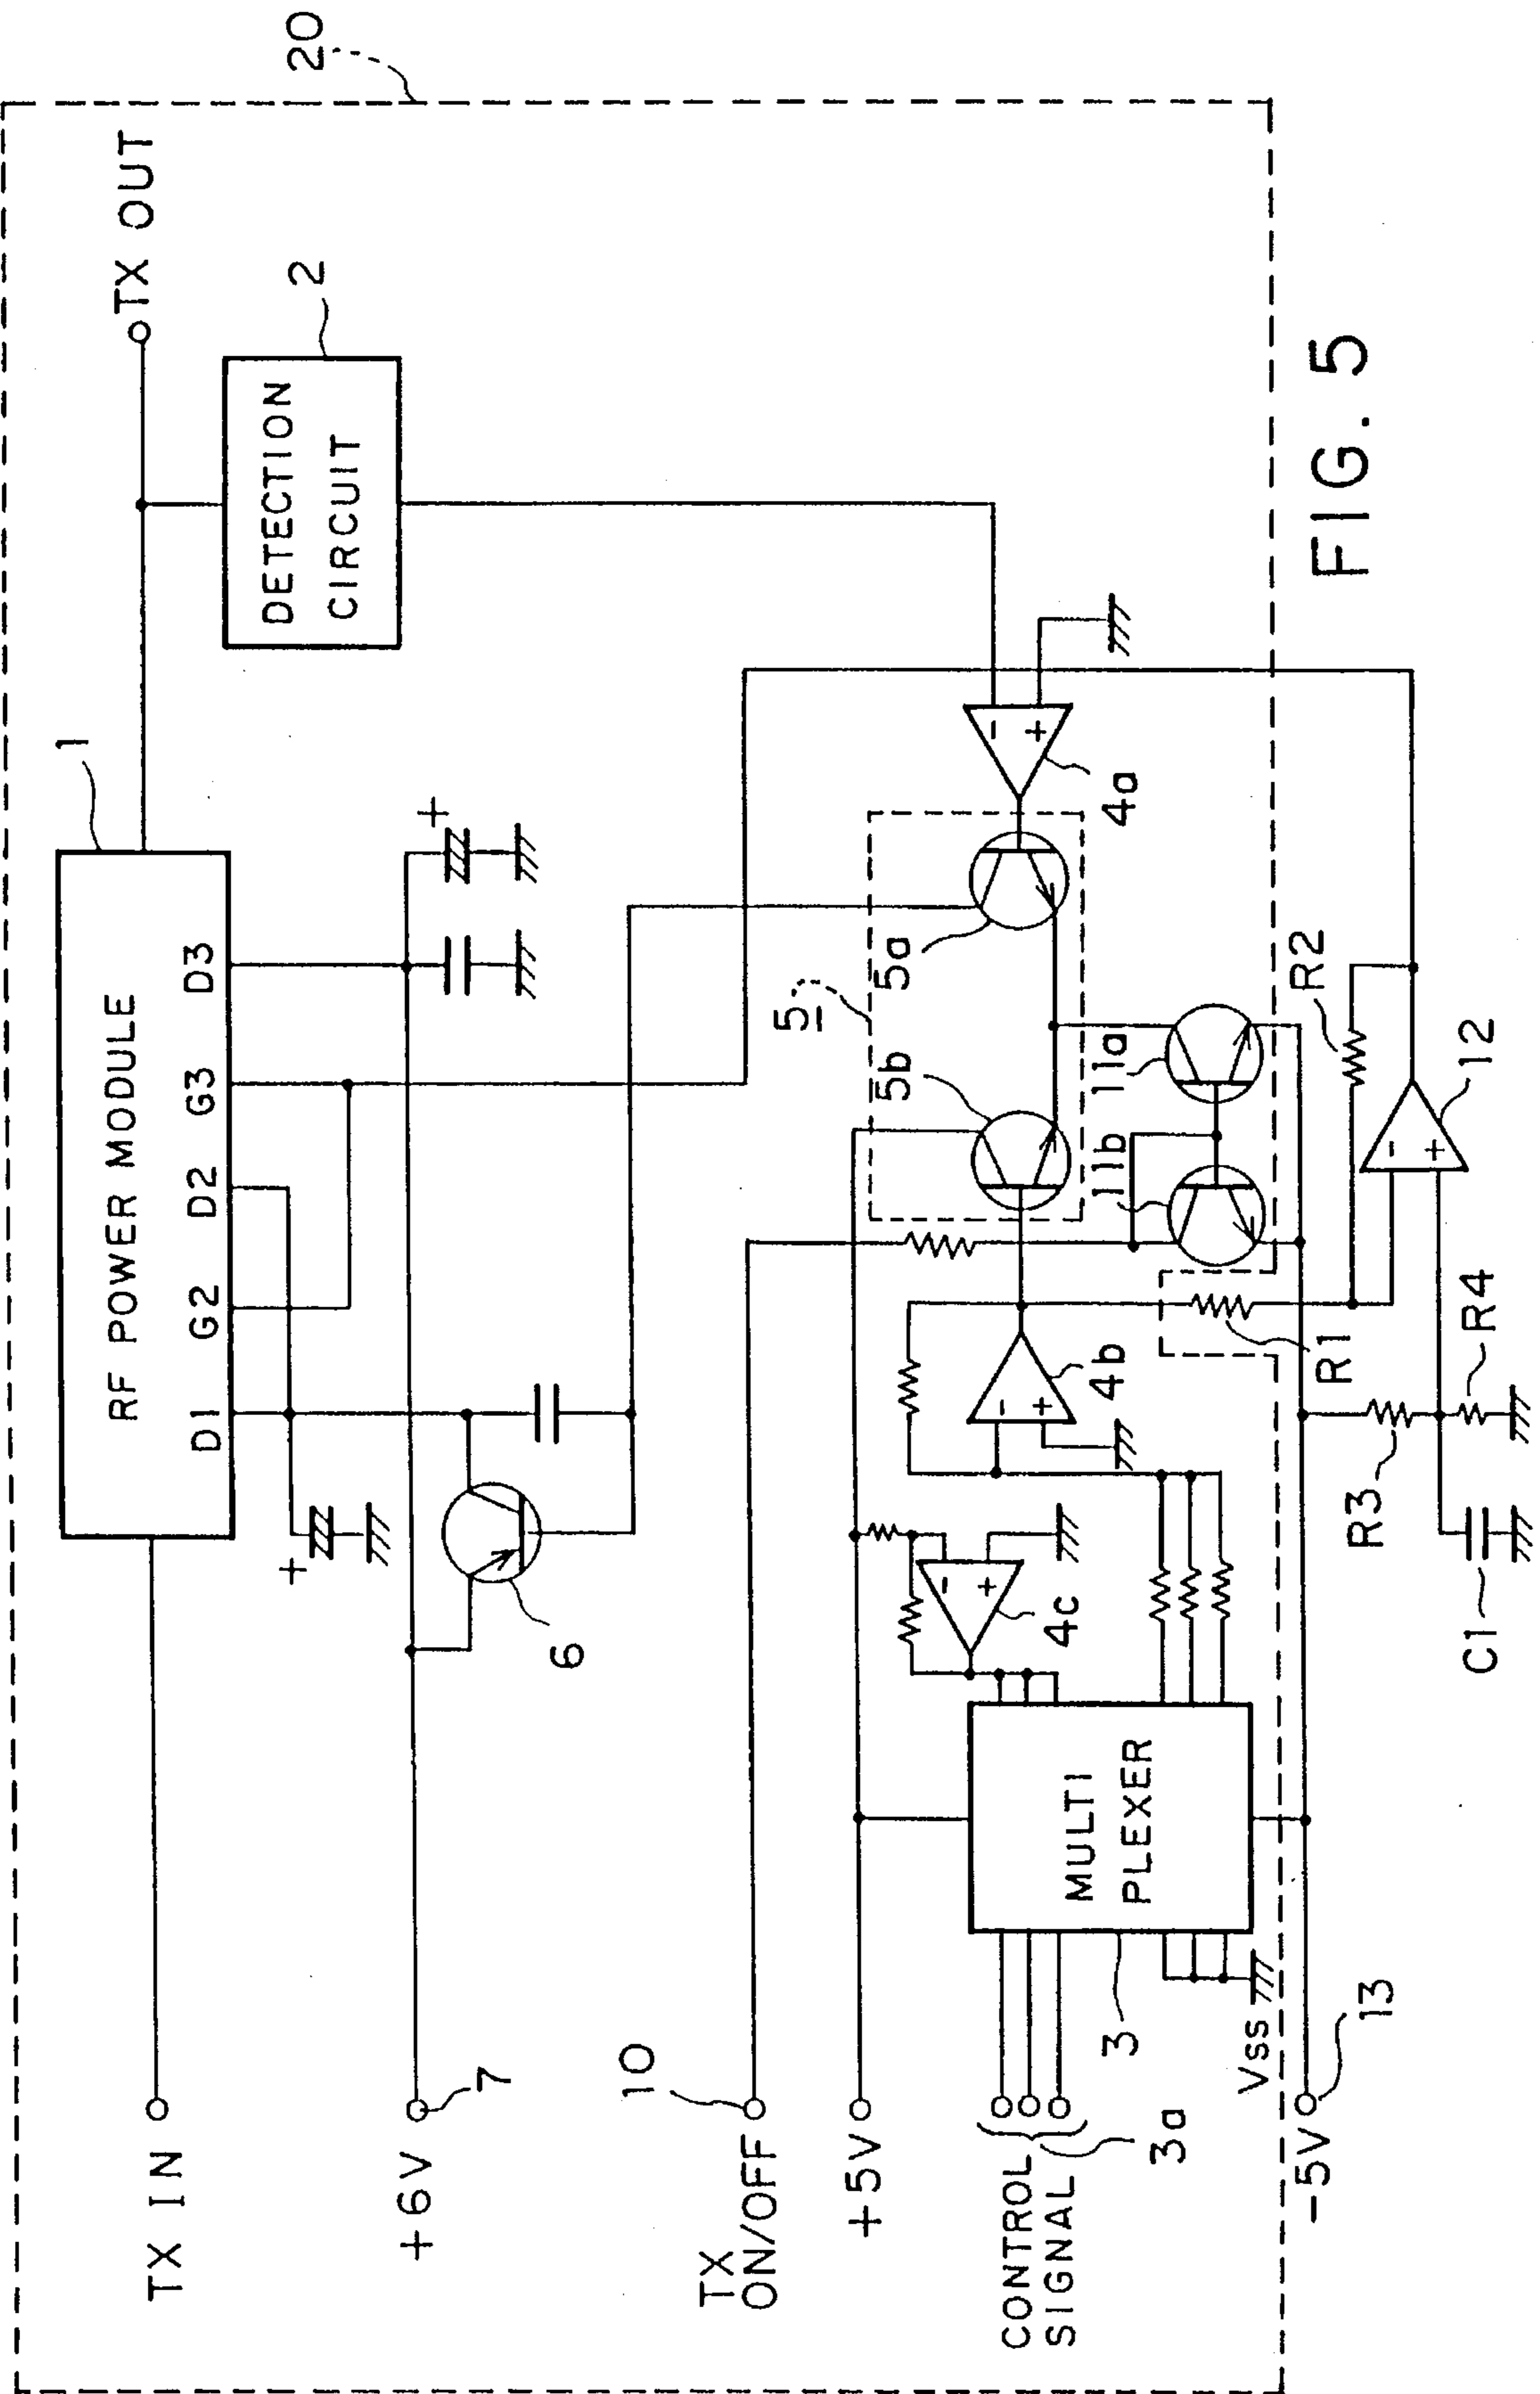 20
TX IN
TX OUT
1
RF POWER MODULE
D1
G2
D2
G3
D3
2
DETECTION
CIRCUIT
+
+
+6V
7
6
10
TX
ON/OFF
+5V
5
5b
5a
-
+
4c
-
+
4b
-
+
4a
11b
11a
CONTROL
SIGNAL
3a
MULTI
PLEXER
3
Vss
-5V
13
R1
R2
R3
R4
C1
-
+
12
FIG. 5